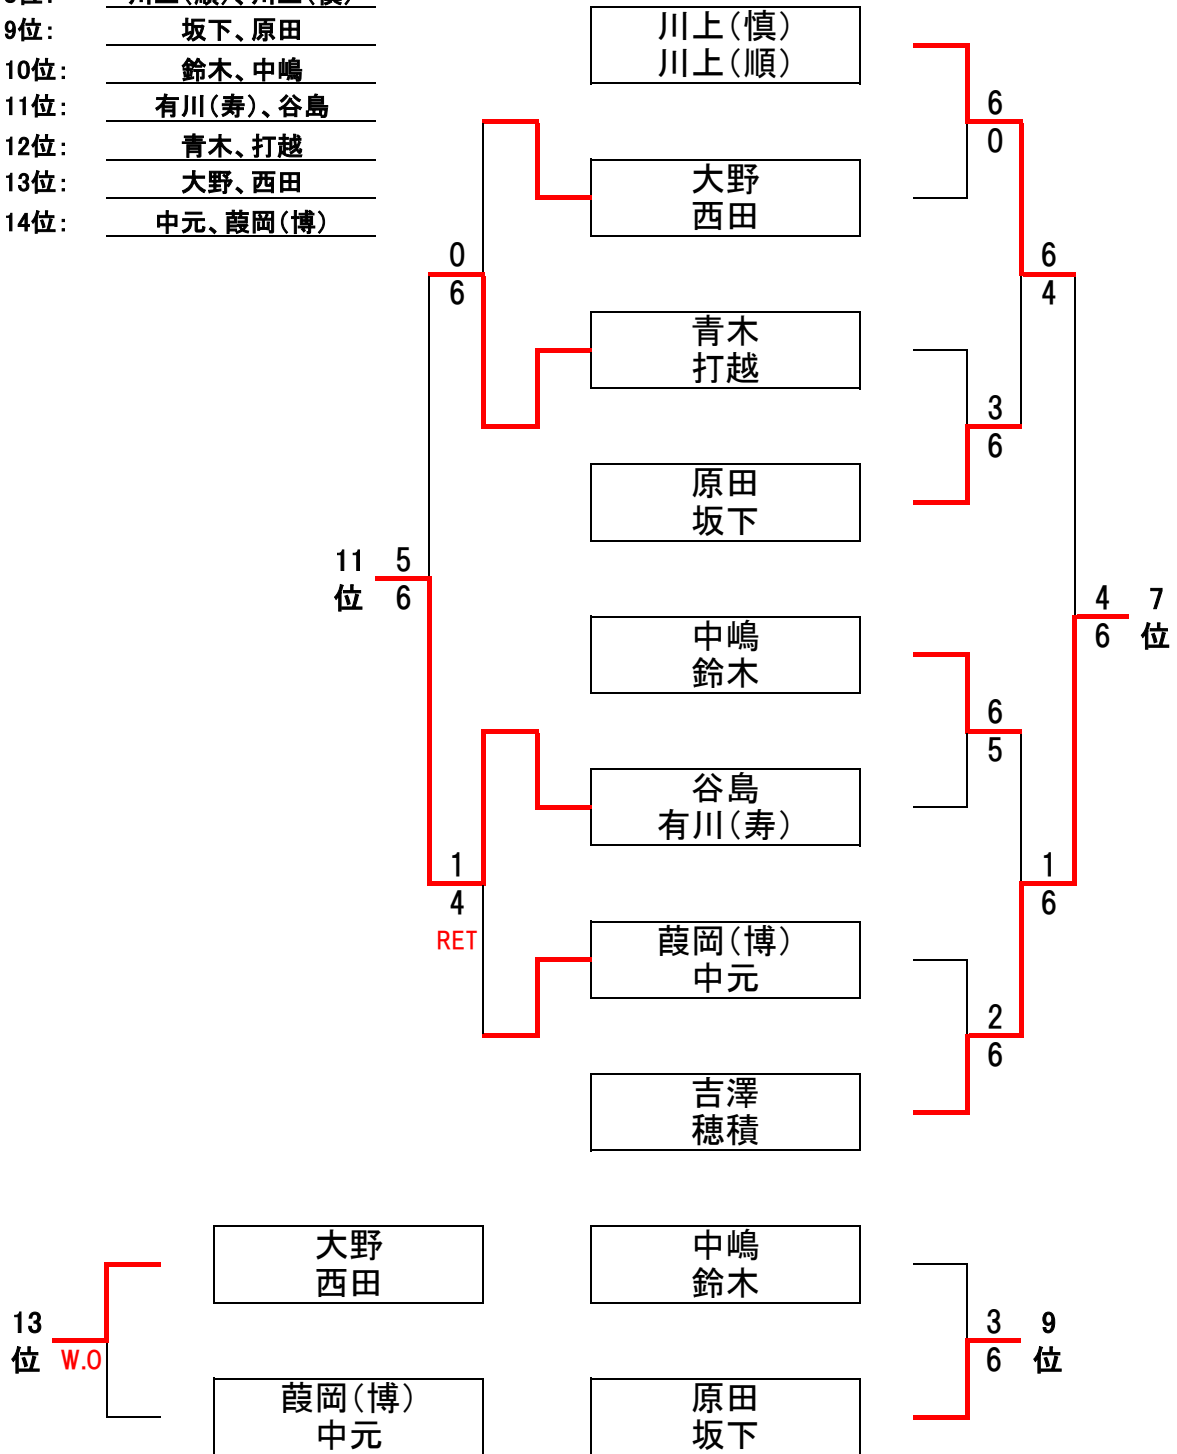 9位： 坂下、原田
10位： 鈴木、中嶋
11位： 有川（寿）、谷島
12位： 青木、打越
13位： 大野、西田
14位： 中元、葭岡（博）
川上（慎）
川上（順）
6
0
大野
西田
0
6
6
4
青木
打越
3
6
原田
坂下
11
位
5
6
中嶋
鈴木
4
6
7
位
6
5
谷島
有川（寿）
1
4
RET
1
6
葭岡（博）
中元
2
6
吉澤
穂積
大野
西田
中嶋
鈴木
13
位
W.O
3
6
9
位
葭岡（博）
中元
原田
坂下